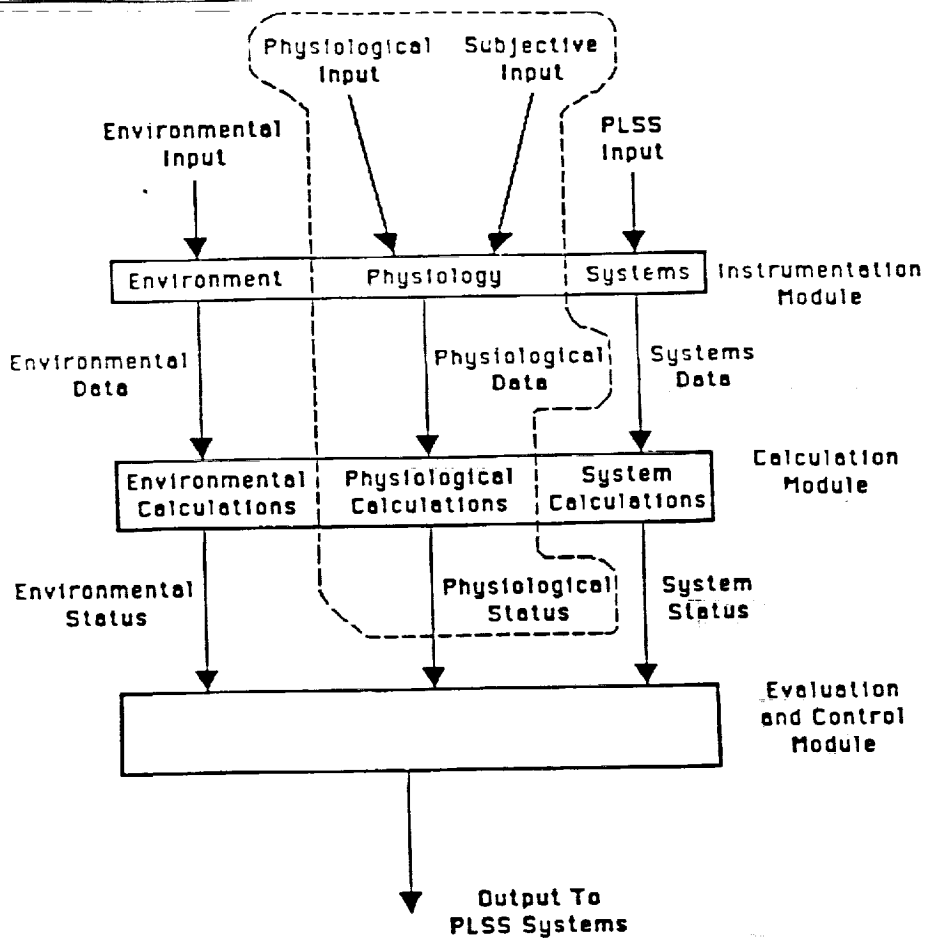 Physiological
Input
Subjective
Input
Environmental
Input
PLSS
Input
Environment
Physiology
Systems
Instrumentation
Module
Environmental
Data
Physiological
Data
Systems
Data
Environmental
Calculations
Physiological
Calculations
System
Calculations
Calculation
Module
Environmental
Status
Physiological
Status
System
Status
Evaluation
and Control
Module
Output To
PLSS Systems